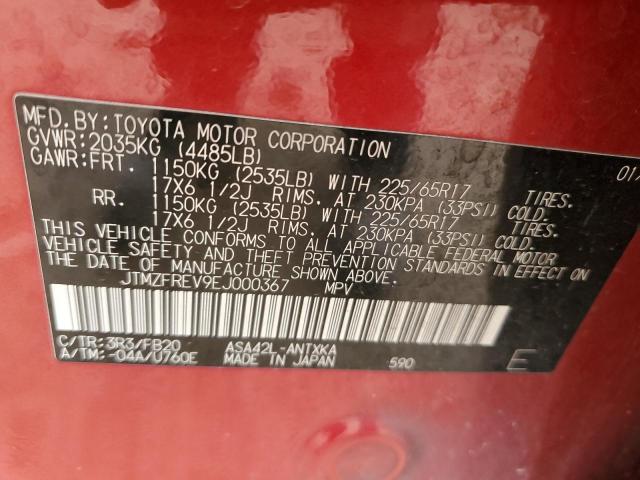 MFD.BY:TOYOTA MOTOR CORPORATION 01/
GVWR:2035KG (4485LB)
GAWR:FRT. 1150KG (2535LB) WITH 225/65R17 TIRES.
17X6 1/2J RIMS. AT 230KPA (33PSI) COLD.
RR. 1150KG (2535LB) WITH 225/65R17 TIRES.
17X6 1/2J RIMS. AT 230KPA (33PSI) COLD.
THIS VEHICLE CONFORMS TO ALL APPLICABLE FEDERAL MOTOR
VEHICLE SAFETY AND THEFT PREVENTION STANDARDS IN EFFECT ON
THE DATE OF MANUFACTURE SHOWN ABOVE.
JTMZFREV9EJ000367 MPV
C/TR:3R3/FB20 ASA42L-ANTXKA
A/TM:-04A/U760E MADE IN JAPAN 590 E